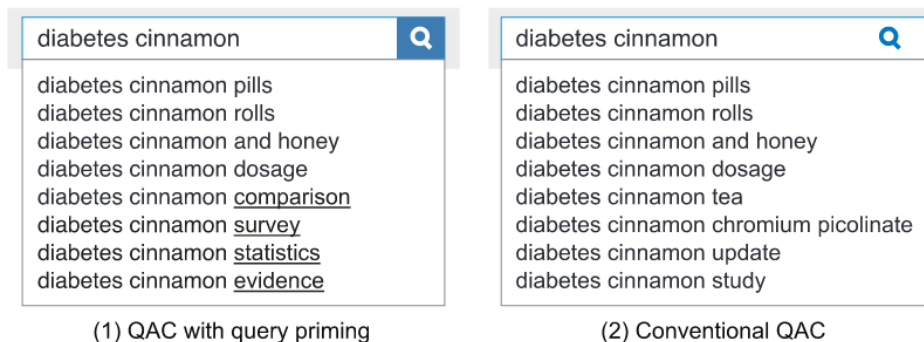 diabetes cinnamon
diabetes cinnamon pills
diabetes cinnamon rolls
diabetes cinnamon and honey
diabetes cinnamon dosage
diabetes cinnamon comparison
diabetes cinnamon survey
diabetes cinnamon statistics
diabetes cinnamon evidence
(1) QAC with query priming
diabetes cinnamon
diabetes cinnamon pills
diabetes cinnamon rolls
diabetes cinnamon and honey
diabetes cinnamon dosage
diabetes cinnamon tea
diabetes cinnamon chromium picolinate
diabetes cinnamon update
diabetes cinnamon study
(2) Conventional QAC